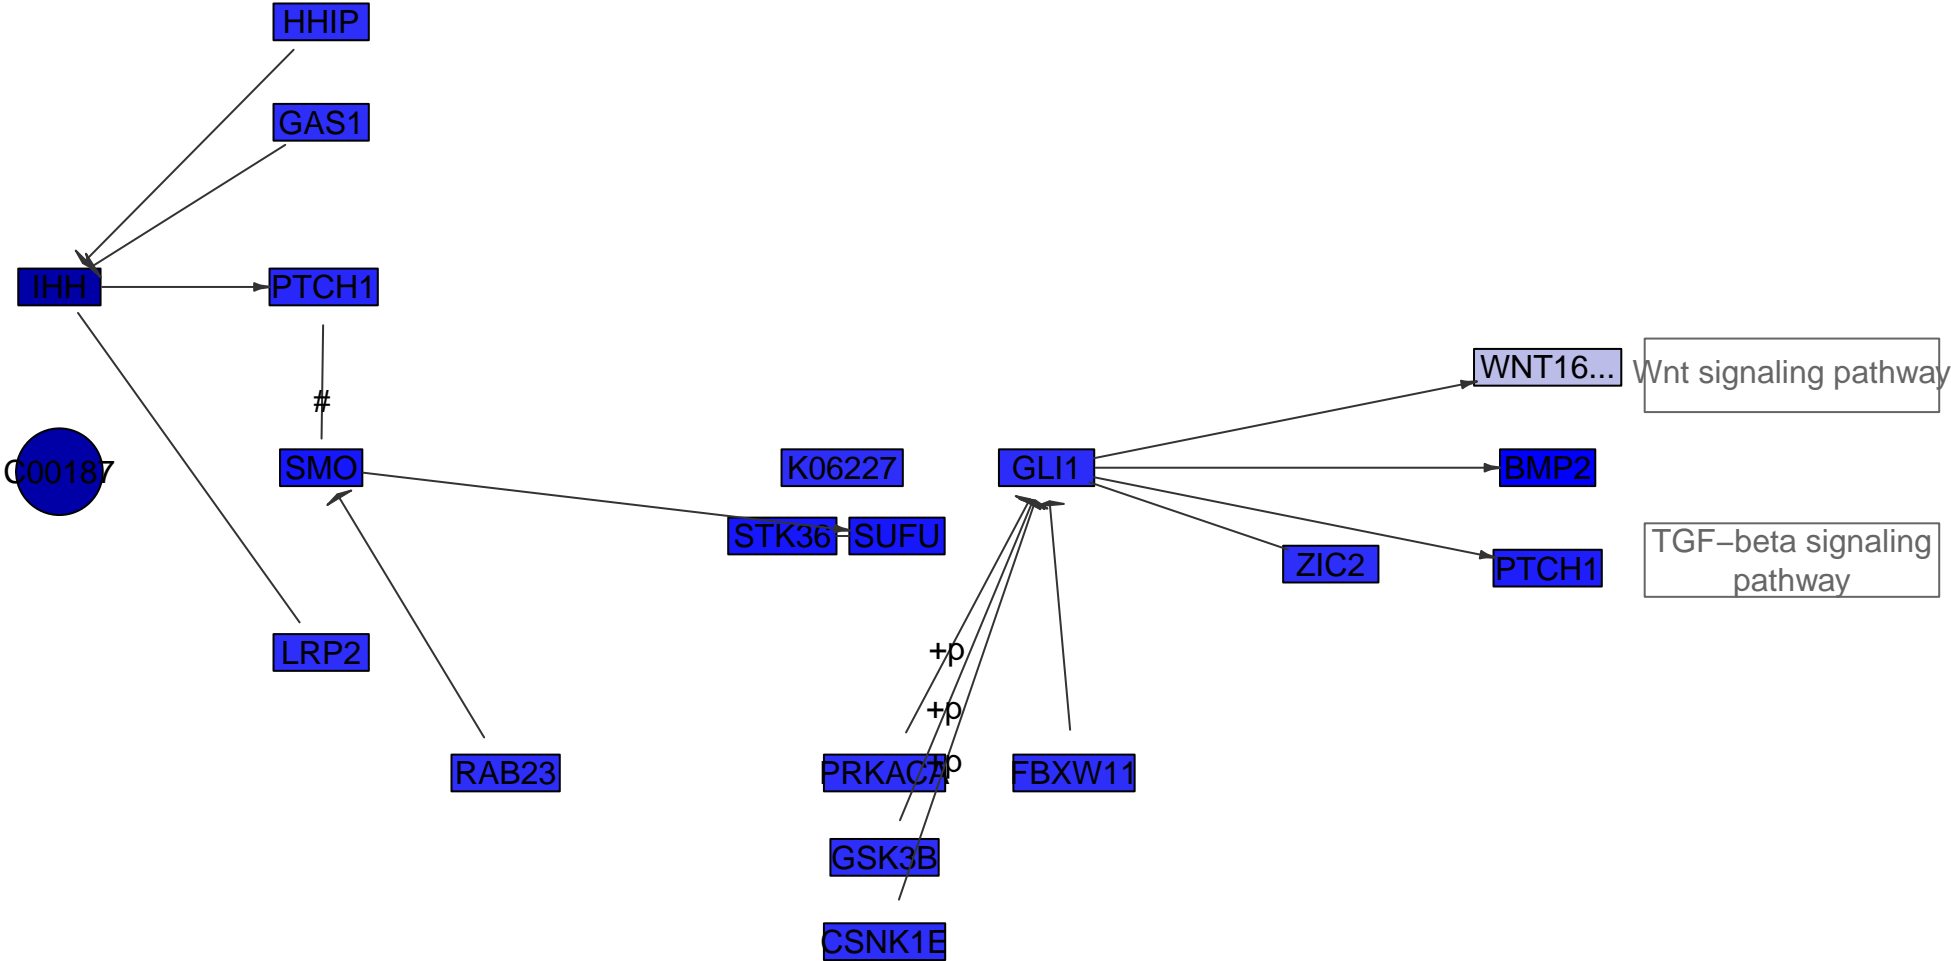 HHIP
GAS1
IHH
PTCH1
#
WNT16...
Wnt signaling pathway
C00187
SMO
K06227
GLI1
BMP2
STK36
SUFU
ZIC2
PTCH1
TGF–beta signaling
pathway
LRP2
+p
+p
+p
RAB23
PRKACA
FBXW11
GSK3B
CSNK1E